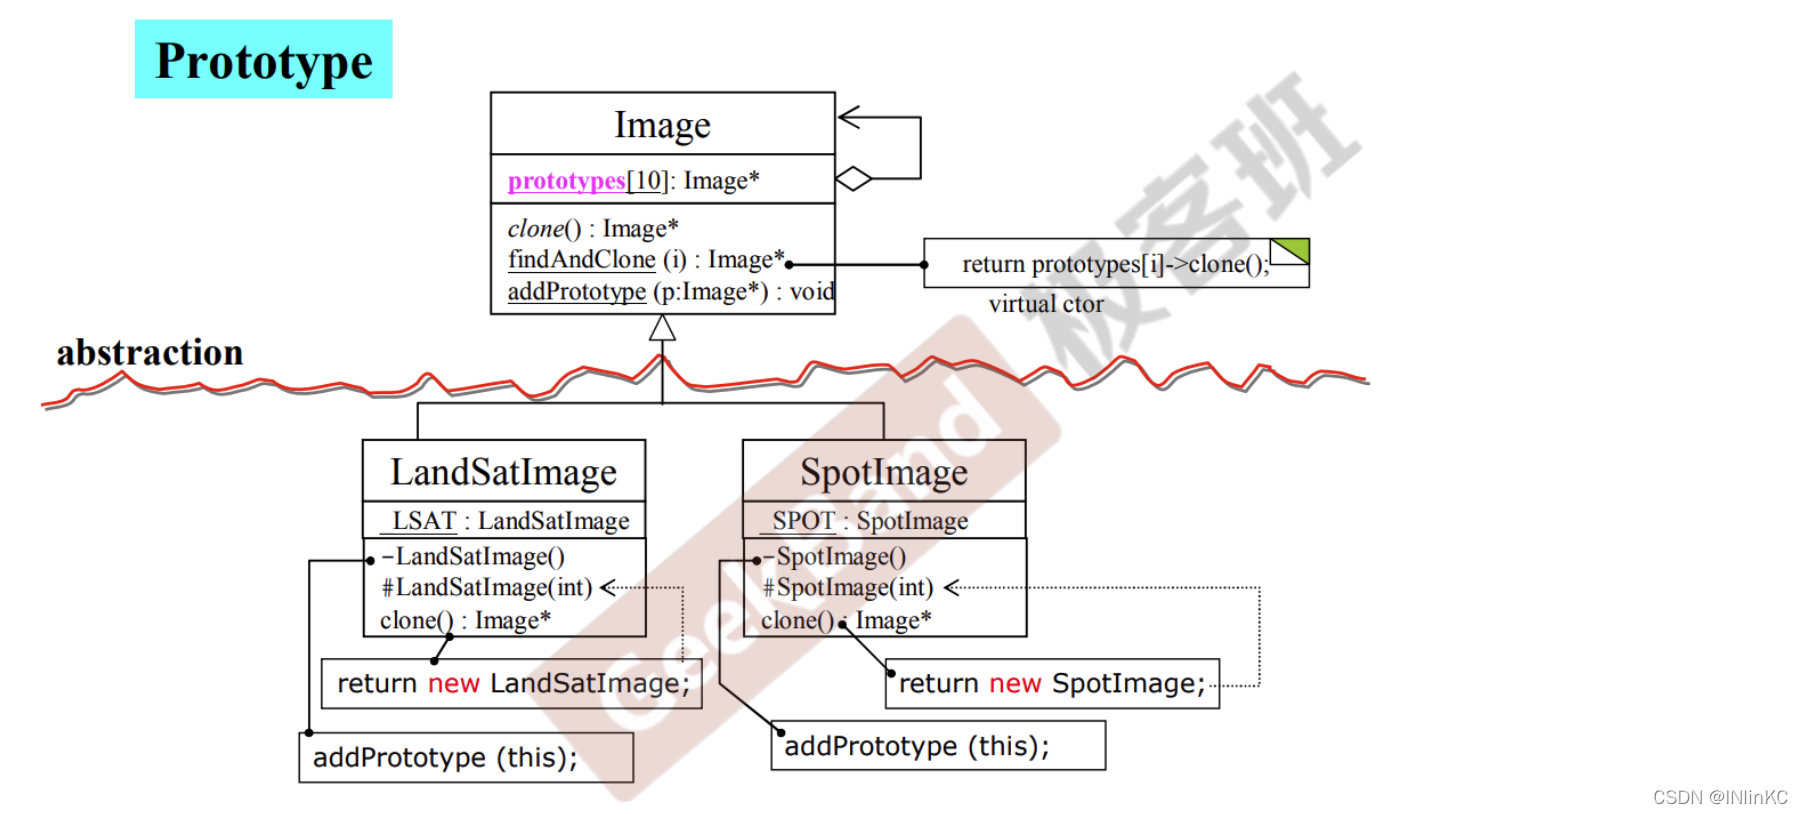 Prototype
Image
prototypes[10]: Image*
clone() : Image*
findAndClone (i) : Image*
return prototypes[i]->clone();
addPrototype (p:Image*) : void
virtual ctor
极客班
abstraction
GeekBand
LandSatImage
SpotImage
_LSAT : LandSatImage
_SPOT : SpotImage
-LandSatImage()
-SpotImage()
#LandSatImage(int)
#SpotImage(int)
clone() : Image*
clone() : Image*
return new LandSatImage;
return new SpotImage;
addPrototype (this);
addPrototype (this);
CSDN @INlinKC